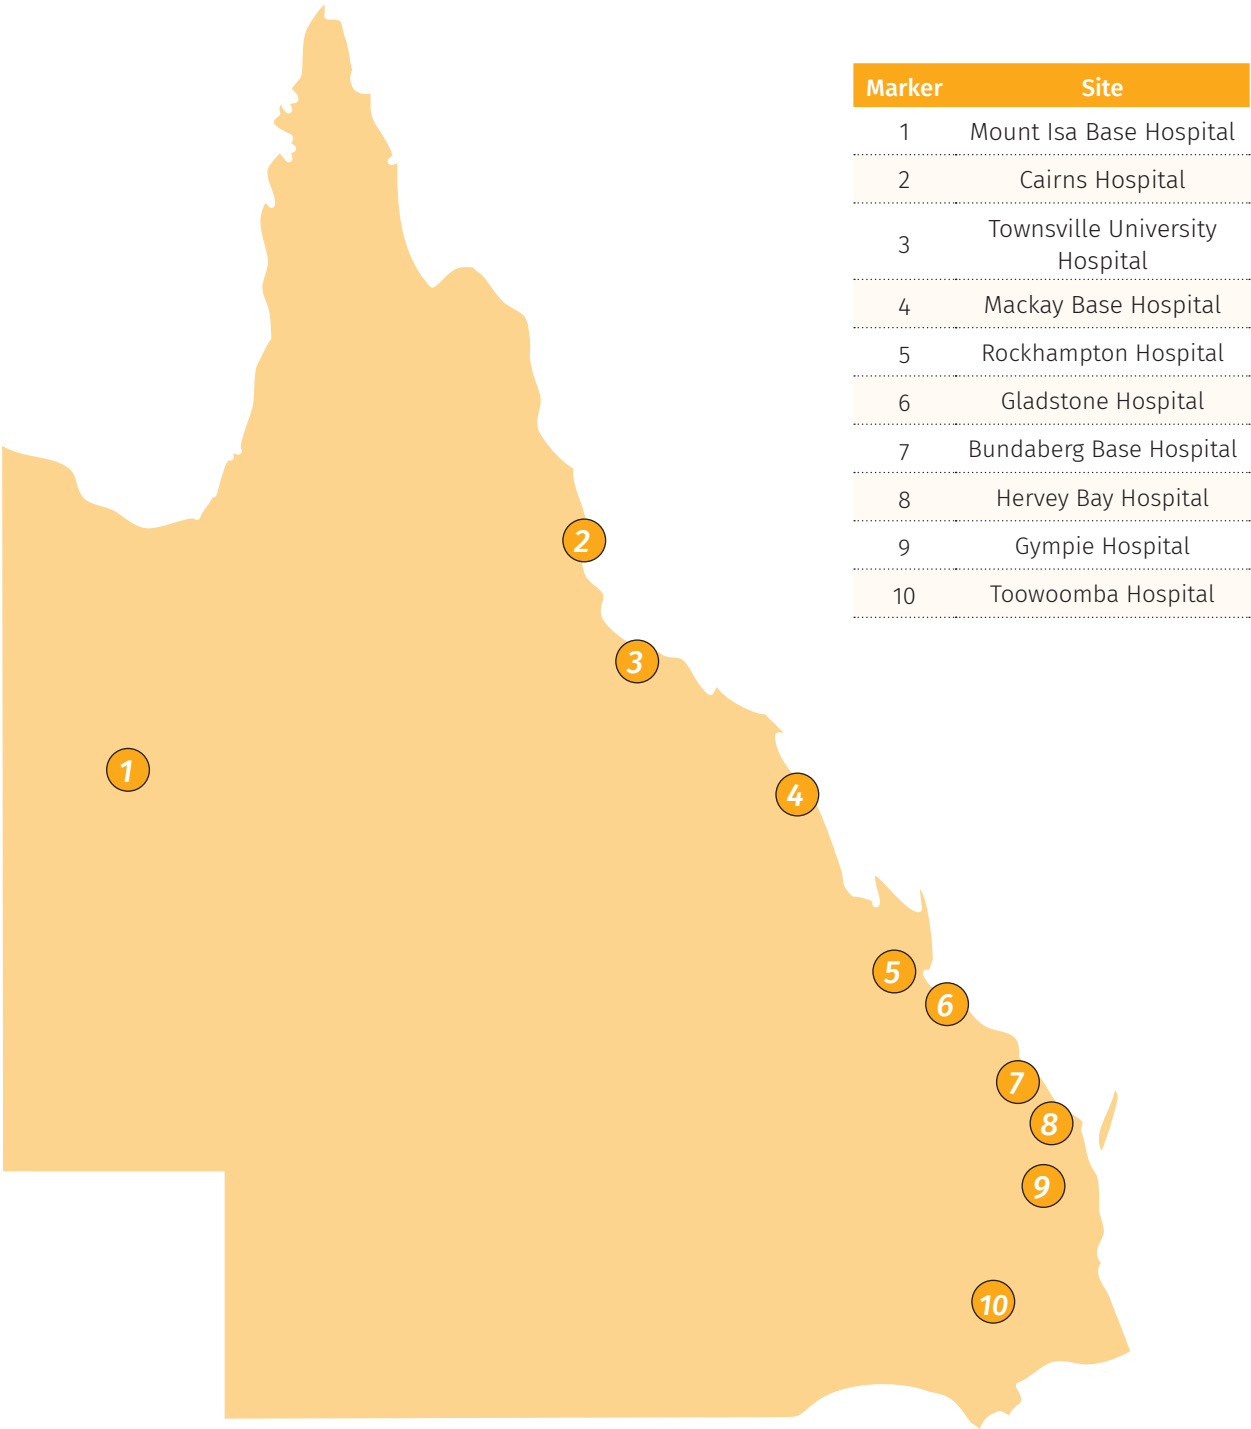 Marker Site
1 Mount Isa Base Hospital
2 Cairns Hospital
3 Townsville University
Hospital
4 Mackay Base Hospital
5 Rockhampton Hospital
6 Gladstone Hospital
7 Bundaberg Base Hospital
8 Hervey Bay Hospital
9 Gympie Hospital
10 Toowoomba Hospital
2
3
1
4
5
6
7
8
9
10